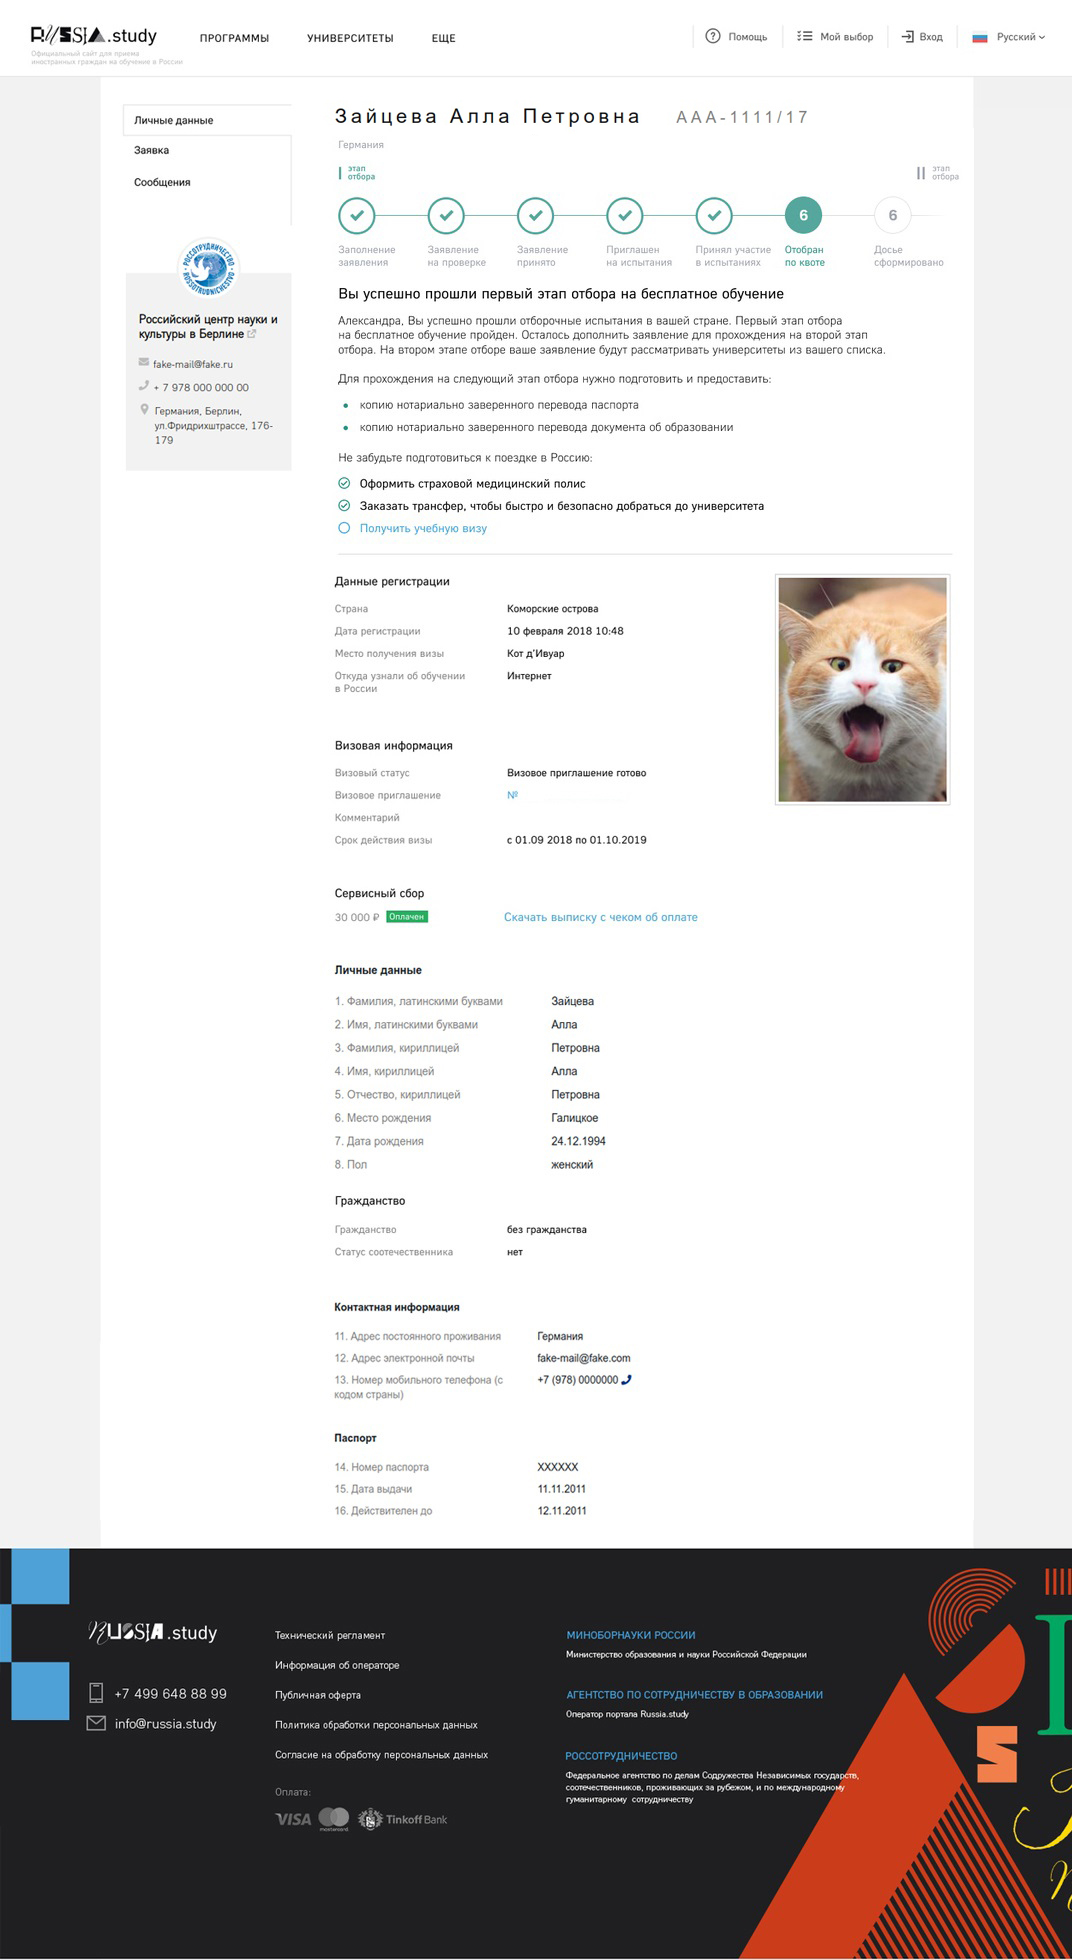 RUSSIA.study
Официальный сайт для приема
иностранных граждан на обучение в России
ПРОГРАММЫ
УНИВЕРСИТЕТЫ
ЕЩЕ
Помощь
Мой выбор
Вход
Русский
Личные данные
Заявка
Сообщения
РОССОТРУДНИЧЕСТВО
ROSSOTRUDNICHESTVO
Российский центр науки и
культуры в Берлине
fake-mail@fake.ru
+ 7 978 000 000 00
Германия, Берлин,
ул.Фридрихштрассе, 176-
179
Зайцева Алла Петровна AAA-1111/17
Германия
I этап
отбора
II этап
отбора
6
6
Заполнение
заявления
Заявление
на проверке
Заявление
принято
Приглашен
на испытания
Принял участие
в испытаниях
Отобран
по квоте
Досье
сформировано
Вы успешно прошли первый этап отбора на бесплатное обучение
Александра, Вы успешно прошли отборочные испытания в вашей стране. Первый этап отбора
на бесплатное обучение пройден. Осталось дополнить заявление для прохождения на второй этап
отбора. На втором этапе отборе ваше заявление будут рассматривать университеты из вашего списка.
Для прохождения на следующий этап отбора нужно подготовить и предоставить:
копию нотариально заверенного перевода паспорта
копию нотариально заверенного перевода документа об образовании
Не забудьте подготовиться к поездке в Россию:
Оформить страховой медицинский полис
Заказать трансфер, чтобы быстро и безопасно добраться до университета
Получить учебную визу
Данные регистрации
Страна Коморские острова
Дата регистрации 10 февраля 2018 10:48
Место получения визы Кот д'Ивуар
Откуда узнали об обучении Интернет
в России
Визовая информация
Визовый статус Визовое приглашение готово
Визовое приглашение №
Комментарий
Срок действия визы с 01.09 2018 по 01.10.2019
Сервисный сбор
30 000 ₽ Оплачен Скачать выписку с чеком об оплате
Личные данные
1. Фамилия, латинскими буквами Зайцева
2. Имя, латинскими буквами Алла
3. Фамилия, кириллицей Петровна
4. Имя, кириллицей Алла
5. Отчество, кириллицей Петровна
6. Место рождения Галицкое
7. Дата рождения 24.12.1994
8. Пол женский
Гражданство
Гражданство без гражданства
Статус соотечественника нет
Контактная информация
11. Адрес постоянного проживания Германия
12. Адрес электронной почты fake-mail@fake.com
13. Номер мобильного телефона (с +7 (978) 0000000
кодом страны)
Паспорт
14. Номер паспорта XXXXXX
15. Дата выдачи 11.11.2011
16. Действителен до 12.11.2011
RUSSIA.study
+7 499 648 88 99
info@russia.study
Технический регламент
Информация об операторе
Публичная оферта
Политика обработки персональных данных
Согласие на обработку персональных данных
Оплата:
VISA mastercard Tinkoff Bank
МИНОБОРНАУКИ РОССИИ
Министерство образования и науки Российской Федерации
АГЕНТСТВО ПО СОТРУДНИЧЕСТВУ В ОБРАЗОВАНИИ
Оператор портала Russia.study
РОССОТРУДНИЧЕСТВО
Федеральное агентство по делам Содружества Независимых государств,
соотечественников, проживающих за рубежом, и по международному
гуманитарному сотрудничеству